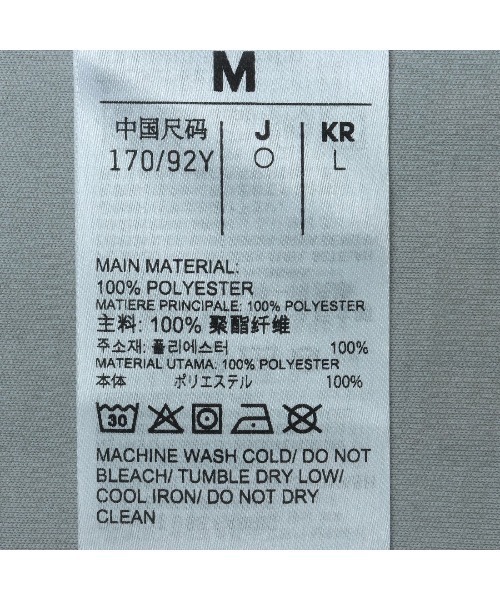 M
中国尺码 J KR
170/92Y O L
MAIN MATERIAL:
100% POLYESTER
MATIERE PRINCIPALE: 100% POLYESTER
主料: 100% 聚酯纤维
주소재: 폴리에스터 100%
MATERIAL UTAMA: 100% POLYESTER
本体 ポリエステル 100%
30
MACHINE WASH COLD/ DO NOT
BLEACH/ TUMBLE DRY LOW/
COOL IRON/ DO NOT DRY
CLEAN